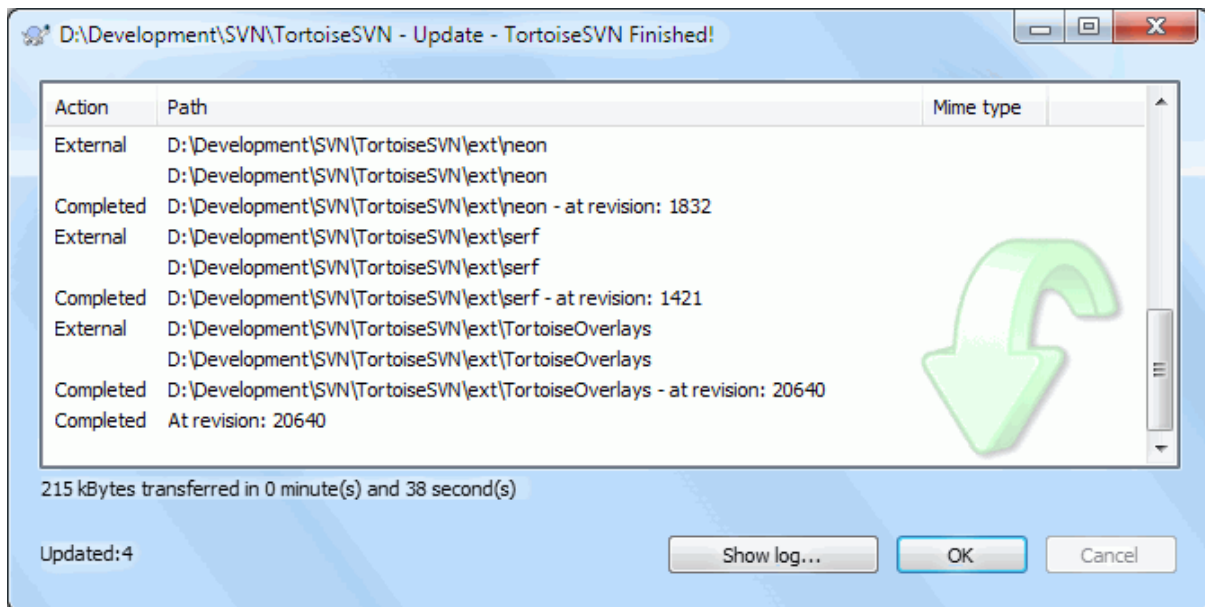 D:\Development\SVN\TortoiseSVN - Update - TortoiseSVN Finished!
Action Path Mime type
External D:\Development\SVN\TortoiseSVN\ext\neon
D:\Development\SVN\TortoiseSVN\ext\neon
Completed D:\Development\SVN\TortoiseSVN\ext\neon - at revision: 1832
External D:\Development\SVN\TortoiseSVN\ext\serf
D:\Development\SVN\TortoiseSVN\ext\serf
Completed D:\Development\SVN\TortoiseSVN\ext\serf - at revision: 1421
External D:\Development\SVN\TortoiseSVN\ext\TortoiseOverlays
D:\Development\SVN\TortoiseSVN\ext\TortoiseOverlays
Completed D:\Development\SVN\TortoiseSVN\ext\TortoiseOverlays - at revision: 20640
Completed At revision: 20640
215 kBytes transferred in 0 minute(s) and 38 second(s)
Updated:4 Show log... OK Cancel